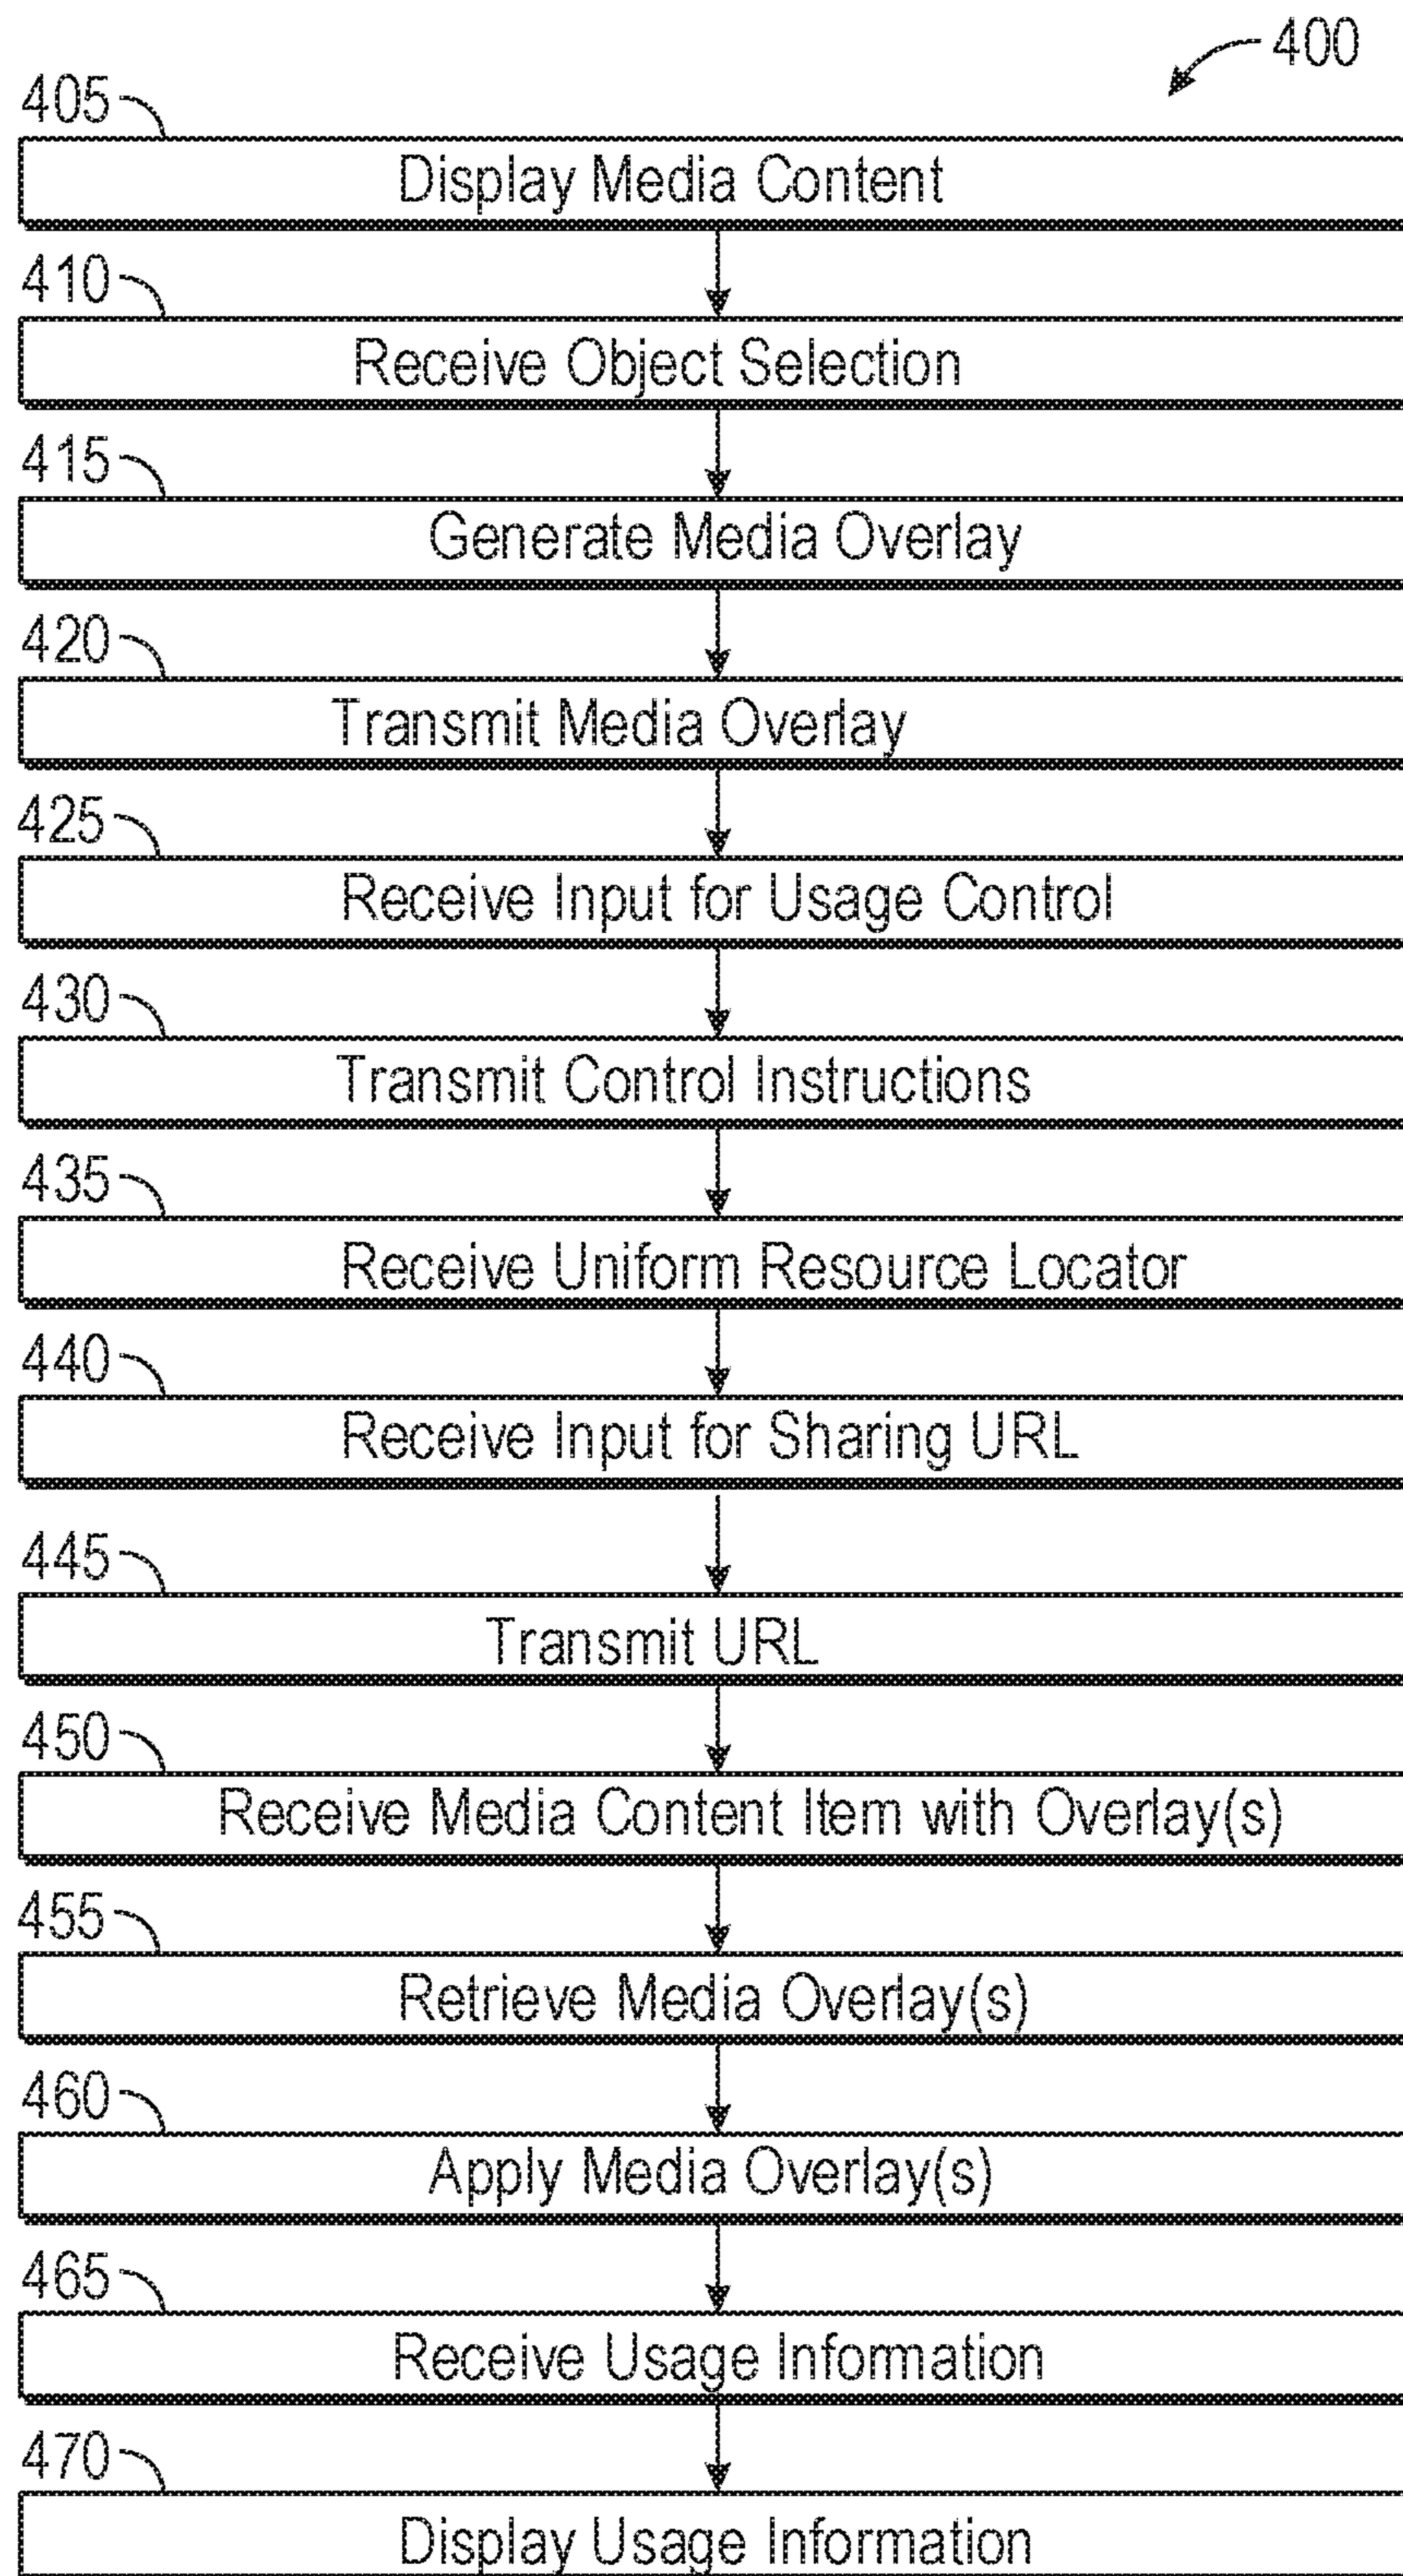 400
405
Display Media Content
410
Receive Object Selection
415
Generate Media Overlay
420
Transmit Media Overlay
425
Receive Input for Usage Control
430
Transmit Control Instructions
435
Receive Uniform Resource Locator
440
Receive Input for Sharing URL
445
Transmit URL
450
Receive Media Content Item with Overlay(s)
455
Retrieve Media Overlay(s)
460
Apply Media Overlay(s)
465
Receive Usage Information
470
Display Usage Information